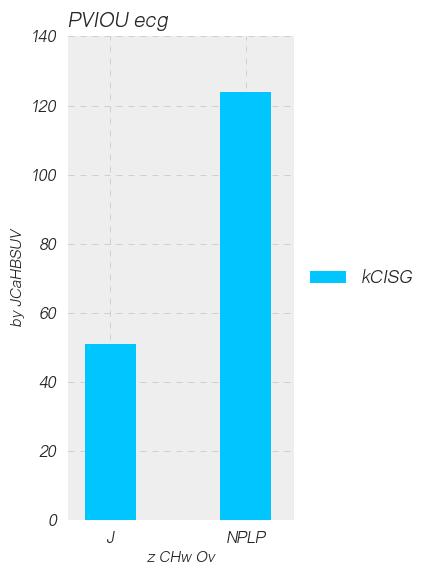 PVIOU ecg
140
120
100
80
60
40
20
0
by JCaHBSUV
J
NPLP
z CHw Ov
kCISG